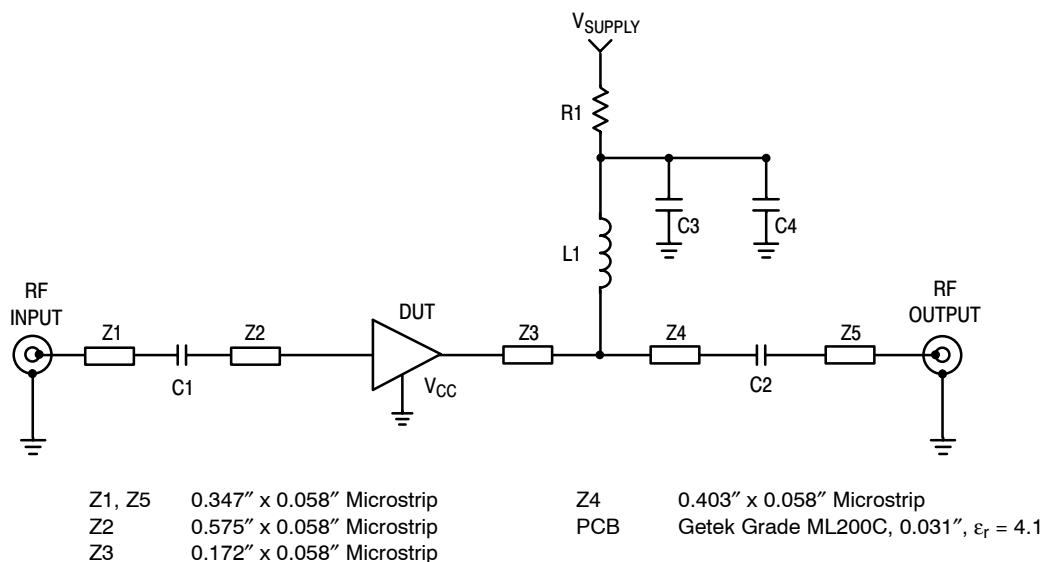 VSUPPLY
R1
C3
C4
L1
RF
INPUT
Z1
Z2
DUT
Z3
Z4
Z5
RF
OUTPUT
C1
VCC
C2
Z1, Z5 0.347″ x 0.058″ Microstrip
Z2 0.575″ x 0.058″ Microstrip
Z3 0.172″ x 0.058″ Microstrip
Z4 0.403″ x 0.058″ Microstrip
PCB Getek Grade ML200C, 0.031″, εr = 4.1